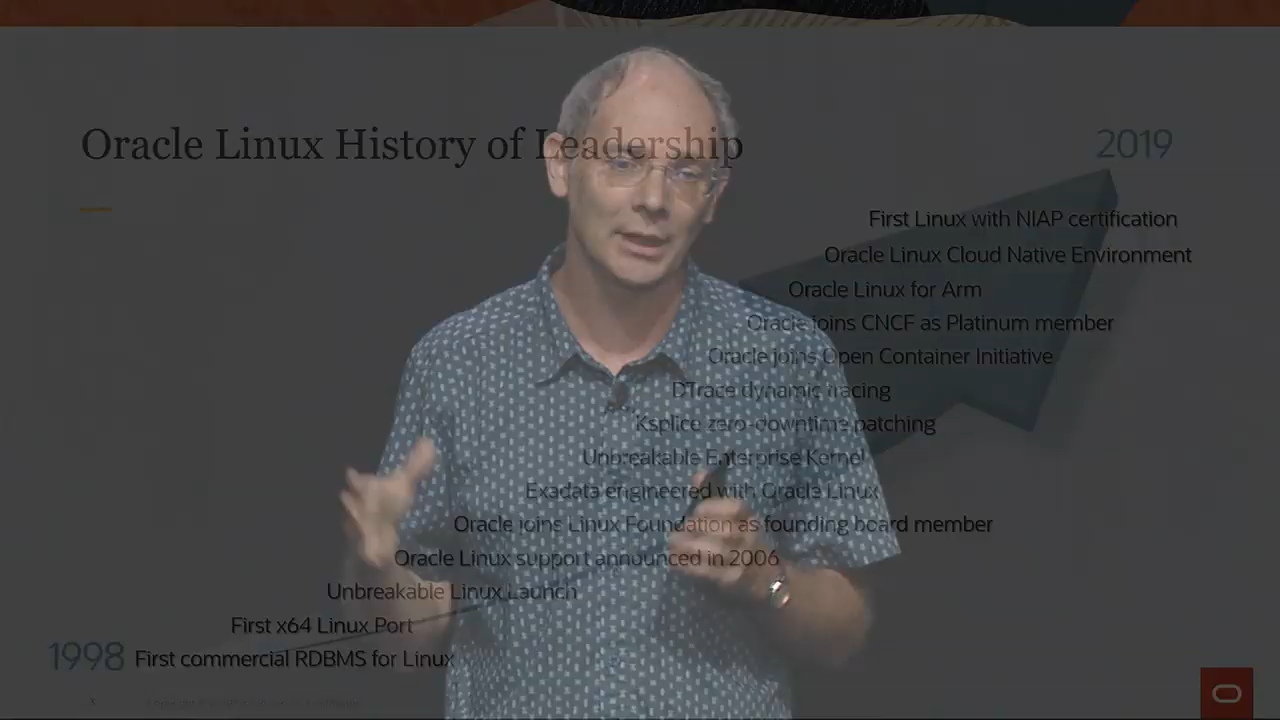 Oracle Linux History of Leadership
2019
First Linux with NIAP certification
Oracle Linux Cloud Native Environment
Oracle Linux for Arm
Oracle joins CNCF as Platinum member
Oracle joins Open Container Initiative
DTrace dynamic tracing
Ksplice zero-downtime patching
Unbreakable Enterprise Kernel
Exadata engineered with Oracle Linux
Oracle joins Linux Foundation as founding board member
Oracle Linux support announced in 2006
Unbreakable Linux Launch
First x64 Linux Port
1998 First commercial RDBMS for Linux